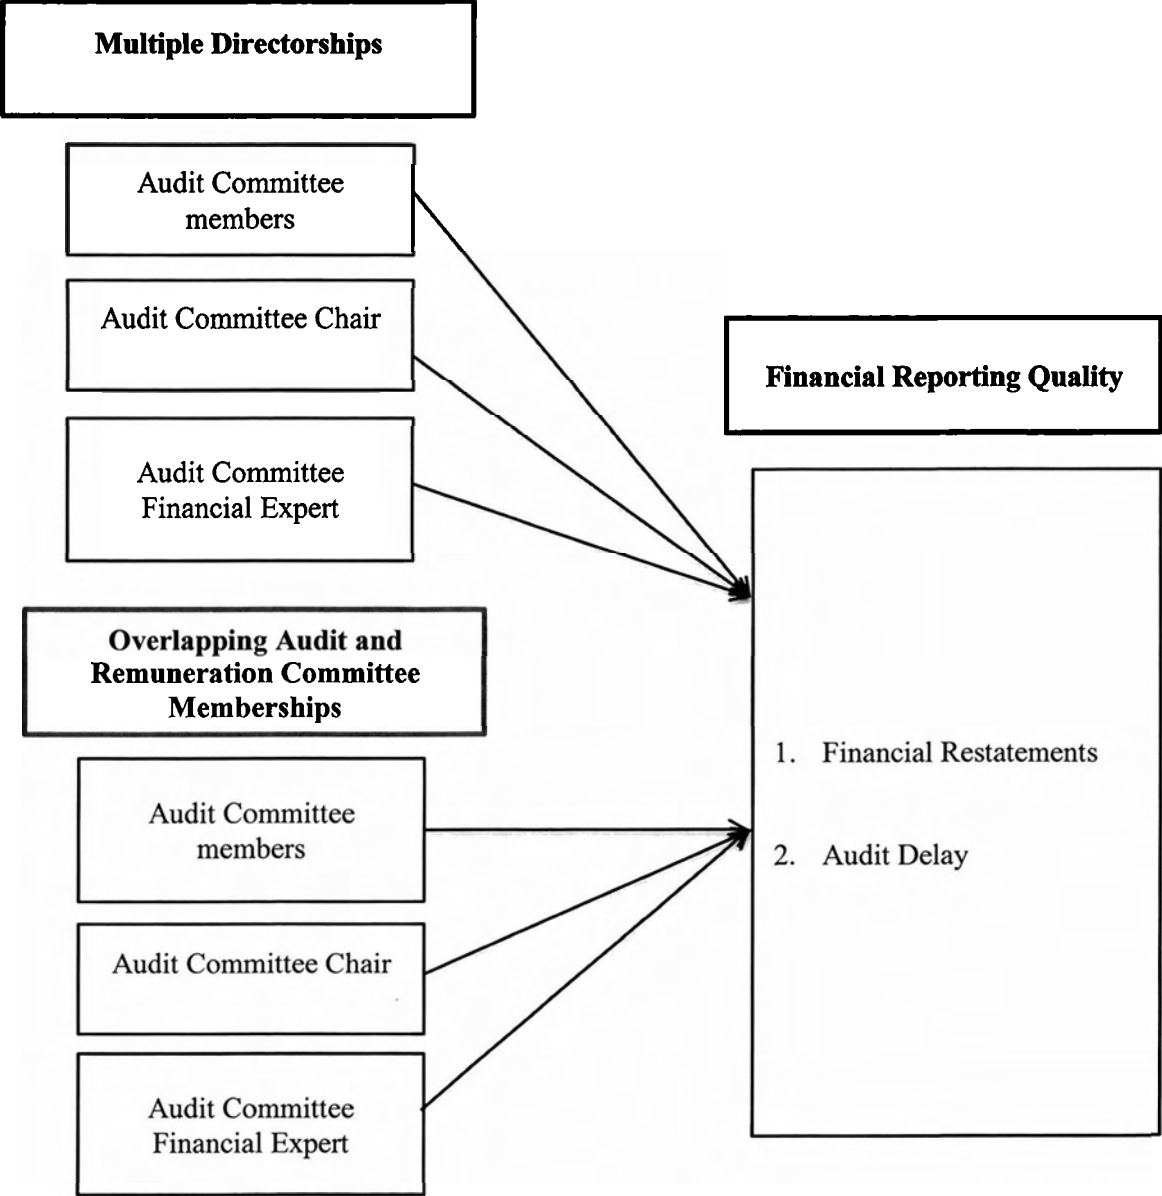 Multiple Directorships
Audit Committee
members
Audit Committee Chair
Audit Committee
Financial Expert
Financial Reporting Quality
Overlapping Audit and
Remuneration Committee
Memberships
Audit Committee
members
Audit Committee Chair
Audit Committee
Financial Expert
1. Financial Restatements
2. Audit Delay